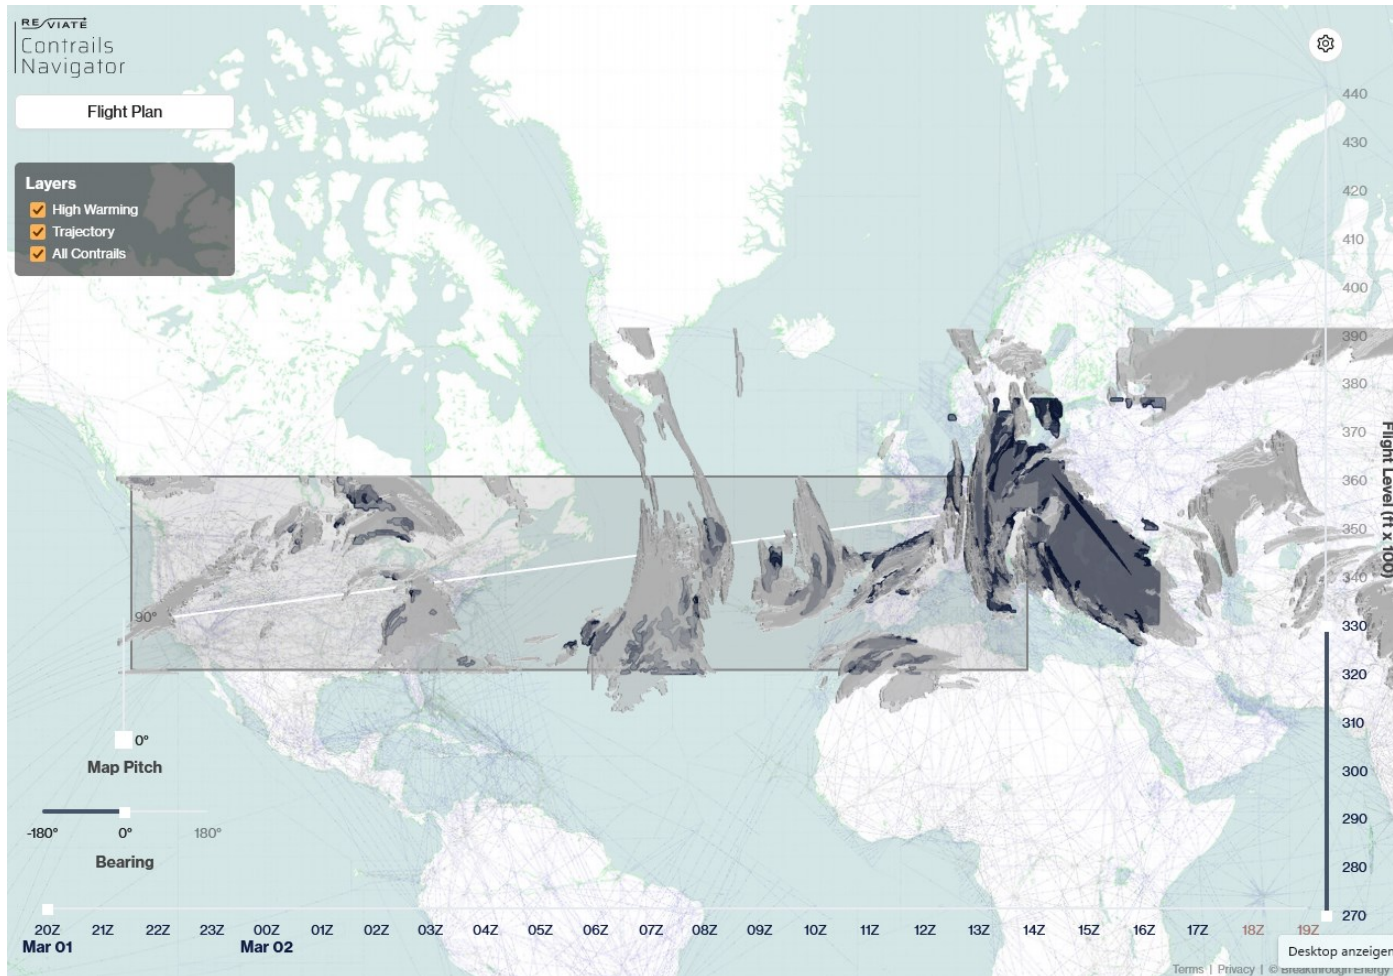 REVIATE
Contrails
Navigator
Flight Plan
Layers
High Warming
Trajectory
All Contrails
440
430
420
410
400
390
380
370
360
350
340
330
320
310
300
290
280
270
Flight Level (ft x 100)
90°
0°
Map Pitch
-180° 0° 180°
Bearing
20Z 21Z 22Z 23Z 00Z 01Z 02Z 03Z 04Z 05Z 06Z 07Z 08Z 09Z 10Z 11Z 12Z 13Z 14Z 15Z 16Z 17Z 18Z 19Z
Mar 01 Mar 02
Desktop anzeigen
Terms | Privacy | © Breakthrough Energy